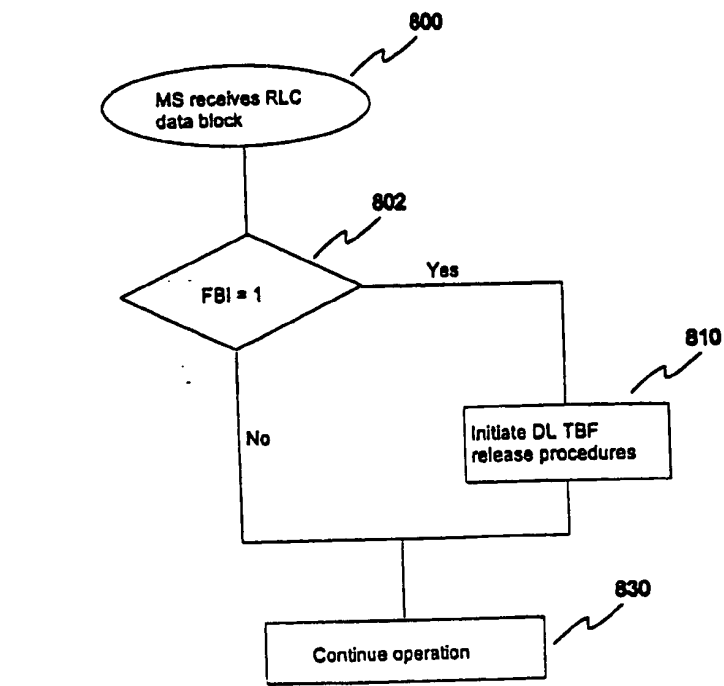 800
MS receives RLC
data block
802
FBI = 1
Yes
810
Initiate DL TBF
release procedures
No
830
Continue operation